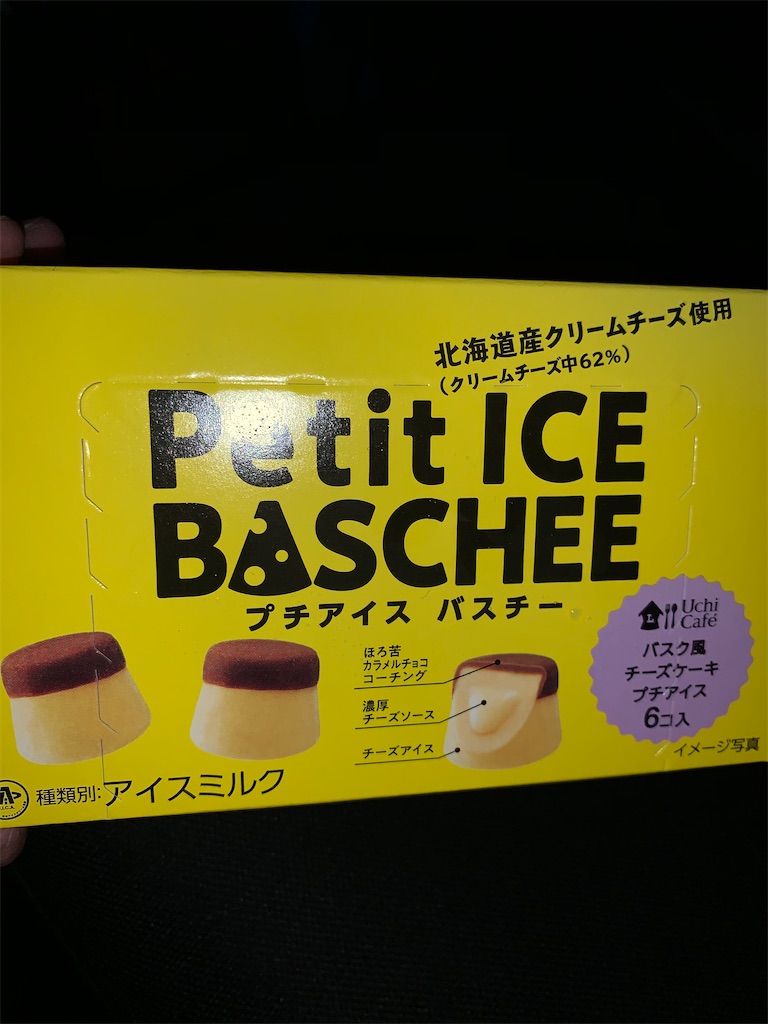 北海道産クリームチーズ使用
(クリームチーズ中62%)
Petit ICE
BASCHEE
プチアイス バスチー
Uchi
Café
L
バスク風
チーズケーキ
プチアイス
6コ入
ほろ苦
カラメルチョコ
コーチング
濃厚
チーズソース
チーズアイス
イメージ写真
種類別:アイスミルク